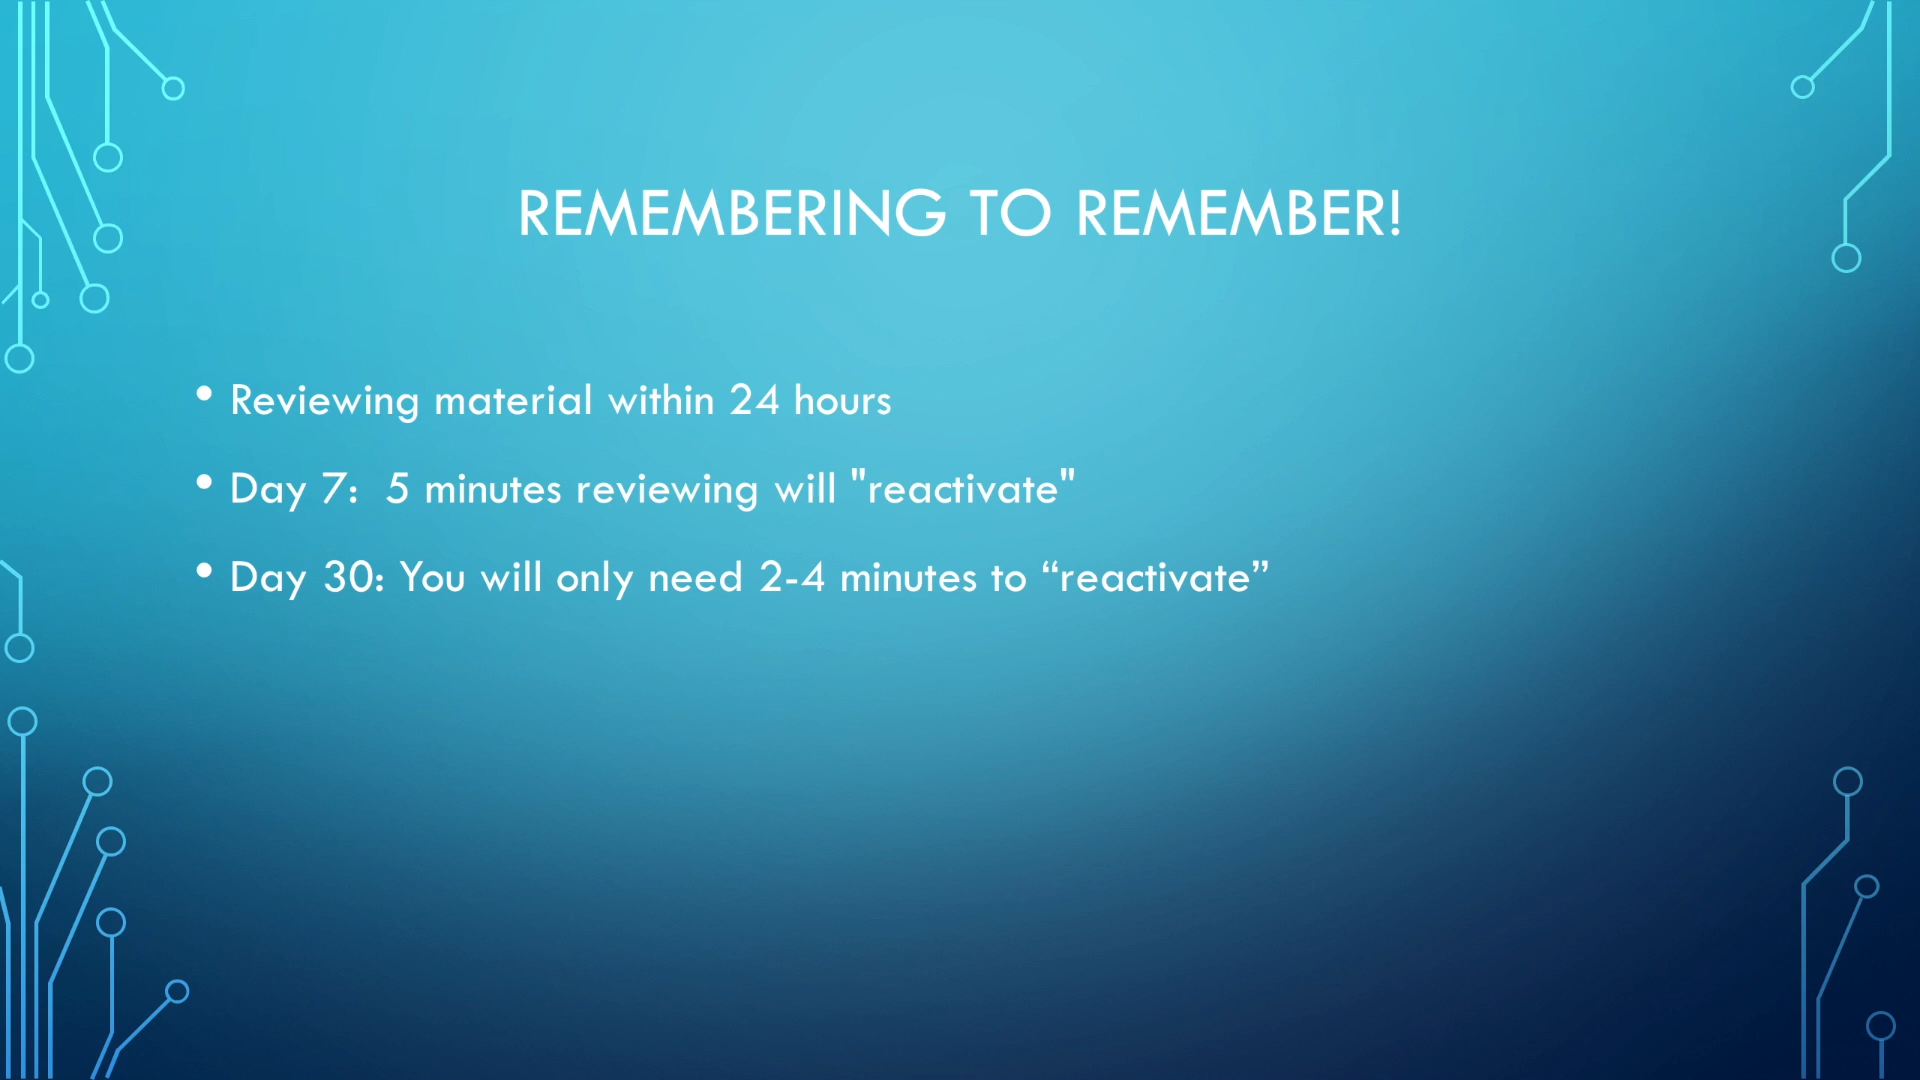 REMEMBERING TO REMEMBER!
• Reviewing material within 24 hours
• Day 7:  5 minutes reviewing will "reactivate"
• Day 30: You will only need 2-4 minutes to “reactivate”